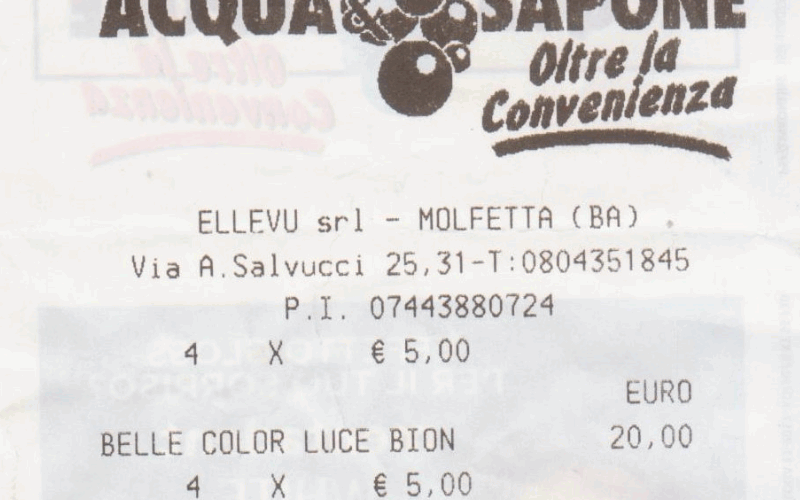 ACQUA & SAPONE
Oltre la
Convenienza
ELLEVU srl - MOLFETTA (BA)
Via A.Salvucci 25,31-T:0804351845
P.I. 07443880724
4 X € 5,00
EURO
BELLE COLOR LUCE BION 20,00
4 X € 5,00